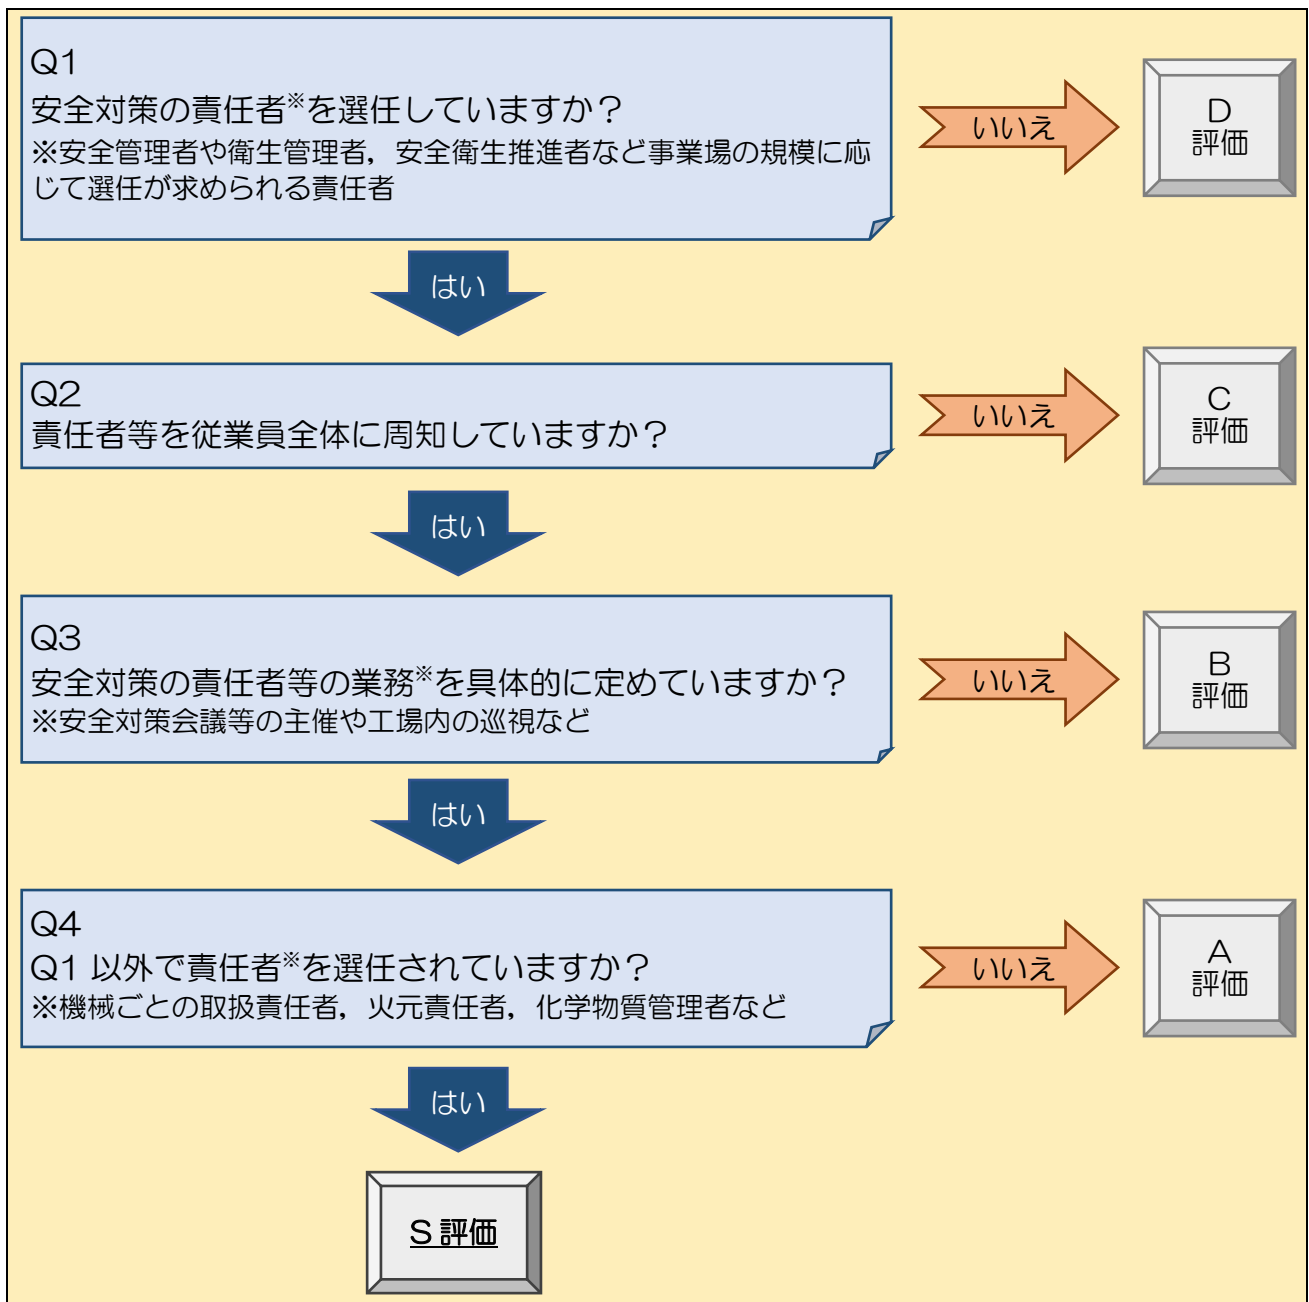 Q1
安全対策の責任者※を選任していますか？
※安全管理者や衛生管理者，安全衛生推進者など事業場の規模に応
じて選任が求められる責任者
いいえ
D
評価
はい
Q2
責任者等を従業員全体に周知していますか？
いいえ
C
評価
はい
Q3
安全対策の責任者等の業務※を具体的に定めていますか？
※安全対策会議等の主催や工場内の巡視など
いいえ
B
評価
はい
Q4
Q1 以外で責任者※を選任されていますか？
※機械ごとの取扱責任者，火元責任者，化学物質管理者など
いいえ
A
評価
はい
S 評価